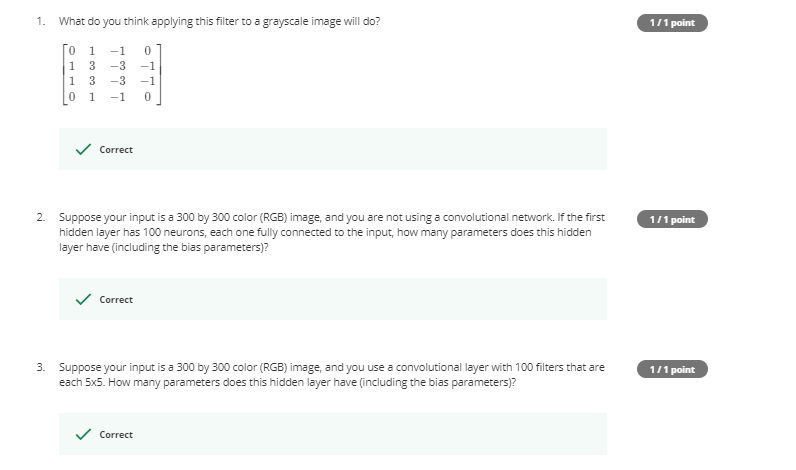 1. What do you think applying this filter to a grayscale image will do?
1/1 point
0 1 −1 0
1 3 −3 −1
1 3 −3 −1
0 1 −1 0
Correct
2. Suppose your input is a 300 by 300 color (RGB) image, and you are not using a convolutional network. If the first
1/1 point
hidden layer has 100 neurons, each one fully connected to the input, how many parameters does this hidden
layer have (including the bias parameters)?
Correct
3. Suppose your input is a 300 by 300 color (RGB) image, and you use a convolutional layer with 100 filters that are
1/1 point
each 5x5. How many parameters does this hidden layer have (including the bias parameters)?
Correct